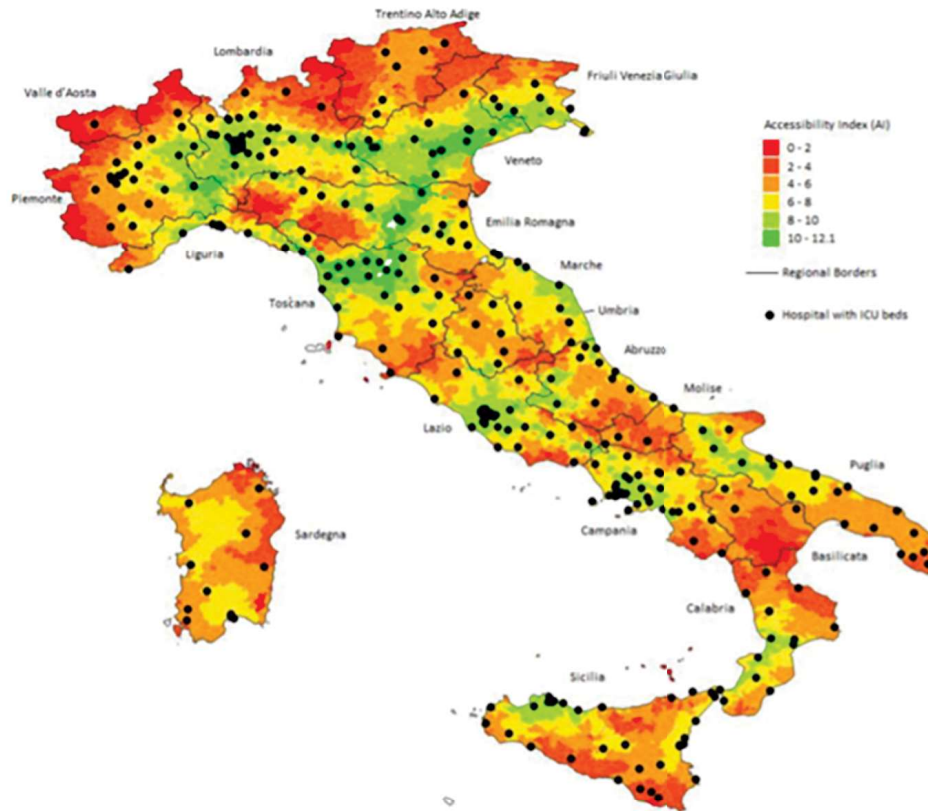 Trentino Alto Adige
Lombardia
Friuli Venezia Giulia
Valle d'Aosta
Accessibility Index (AI)
0 - 2
2 - 4
4 - 6
6 - 8
8 - 10
10 - 12.1
Veneto
Piemonte
Emilia Romagna
Liguria
Marche
Regional Borders
Toscana
Umbria
Hospital with ICU beds
Abruzzo
Molise
Lazio
Puglia
Sardegna
Campania
Basilicata
Calabria
Sicilia